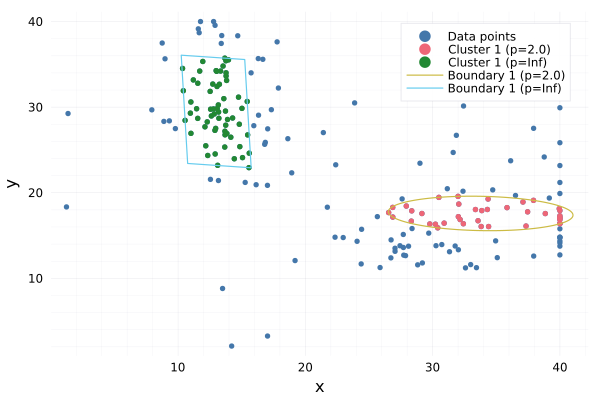 40
30
20
10
y
10
20
30
40
x
Data points
Cluster 1 (p=2.0)
Cluster 1 (p=Inf)
Boundary 1 (p=2.0)
Boundary 1 (p=Inf)